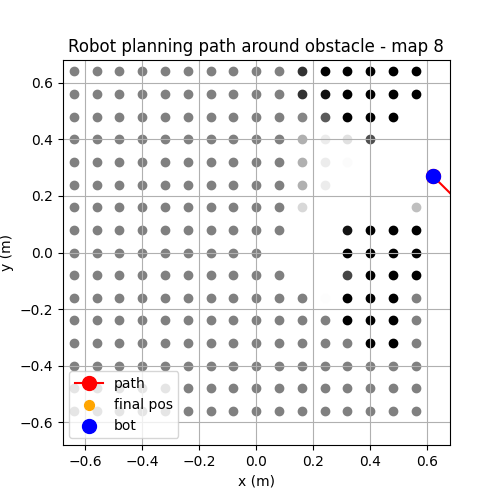 Robot planning path around obstacle - map 8
0.6
0.4
0.2
0.0
−0.2
−0.4
−0.6
y (m)
path
final pos
bot
−0.6
−0.4
−0.2
0.0
0.2
0.4
0.6
x (m)